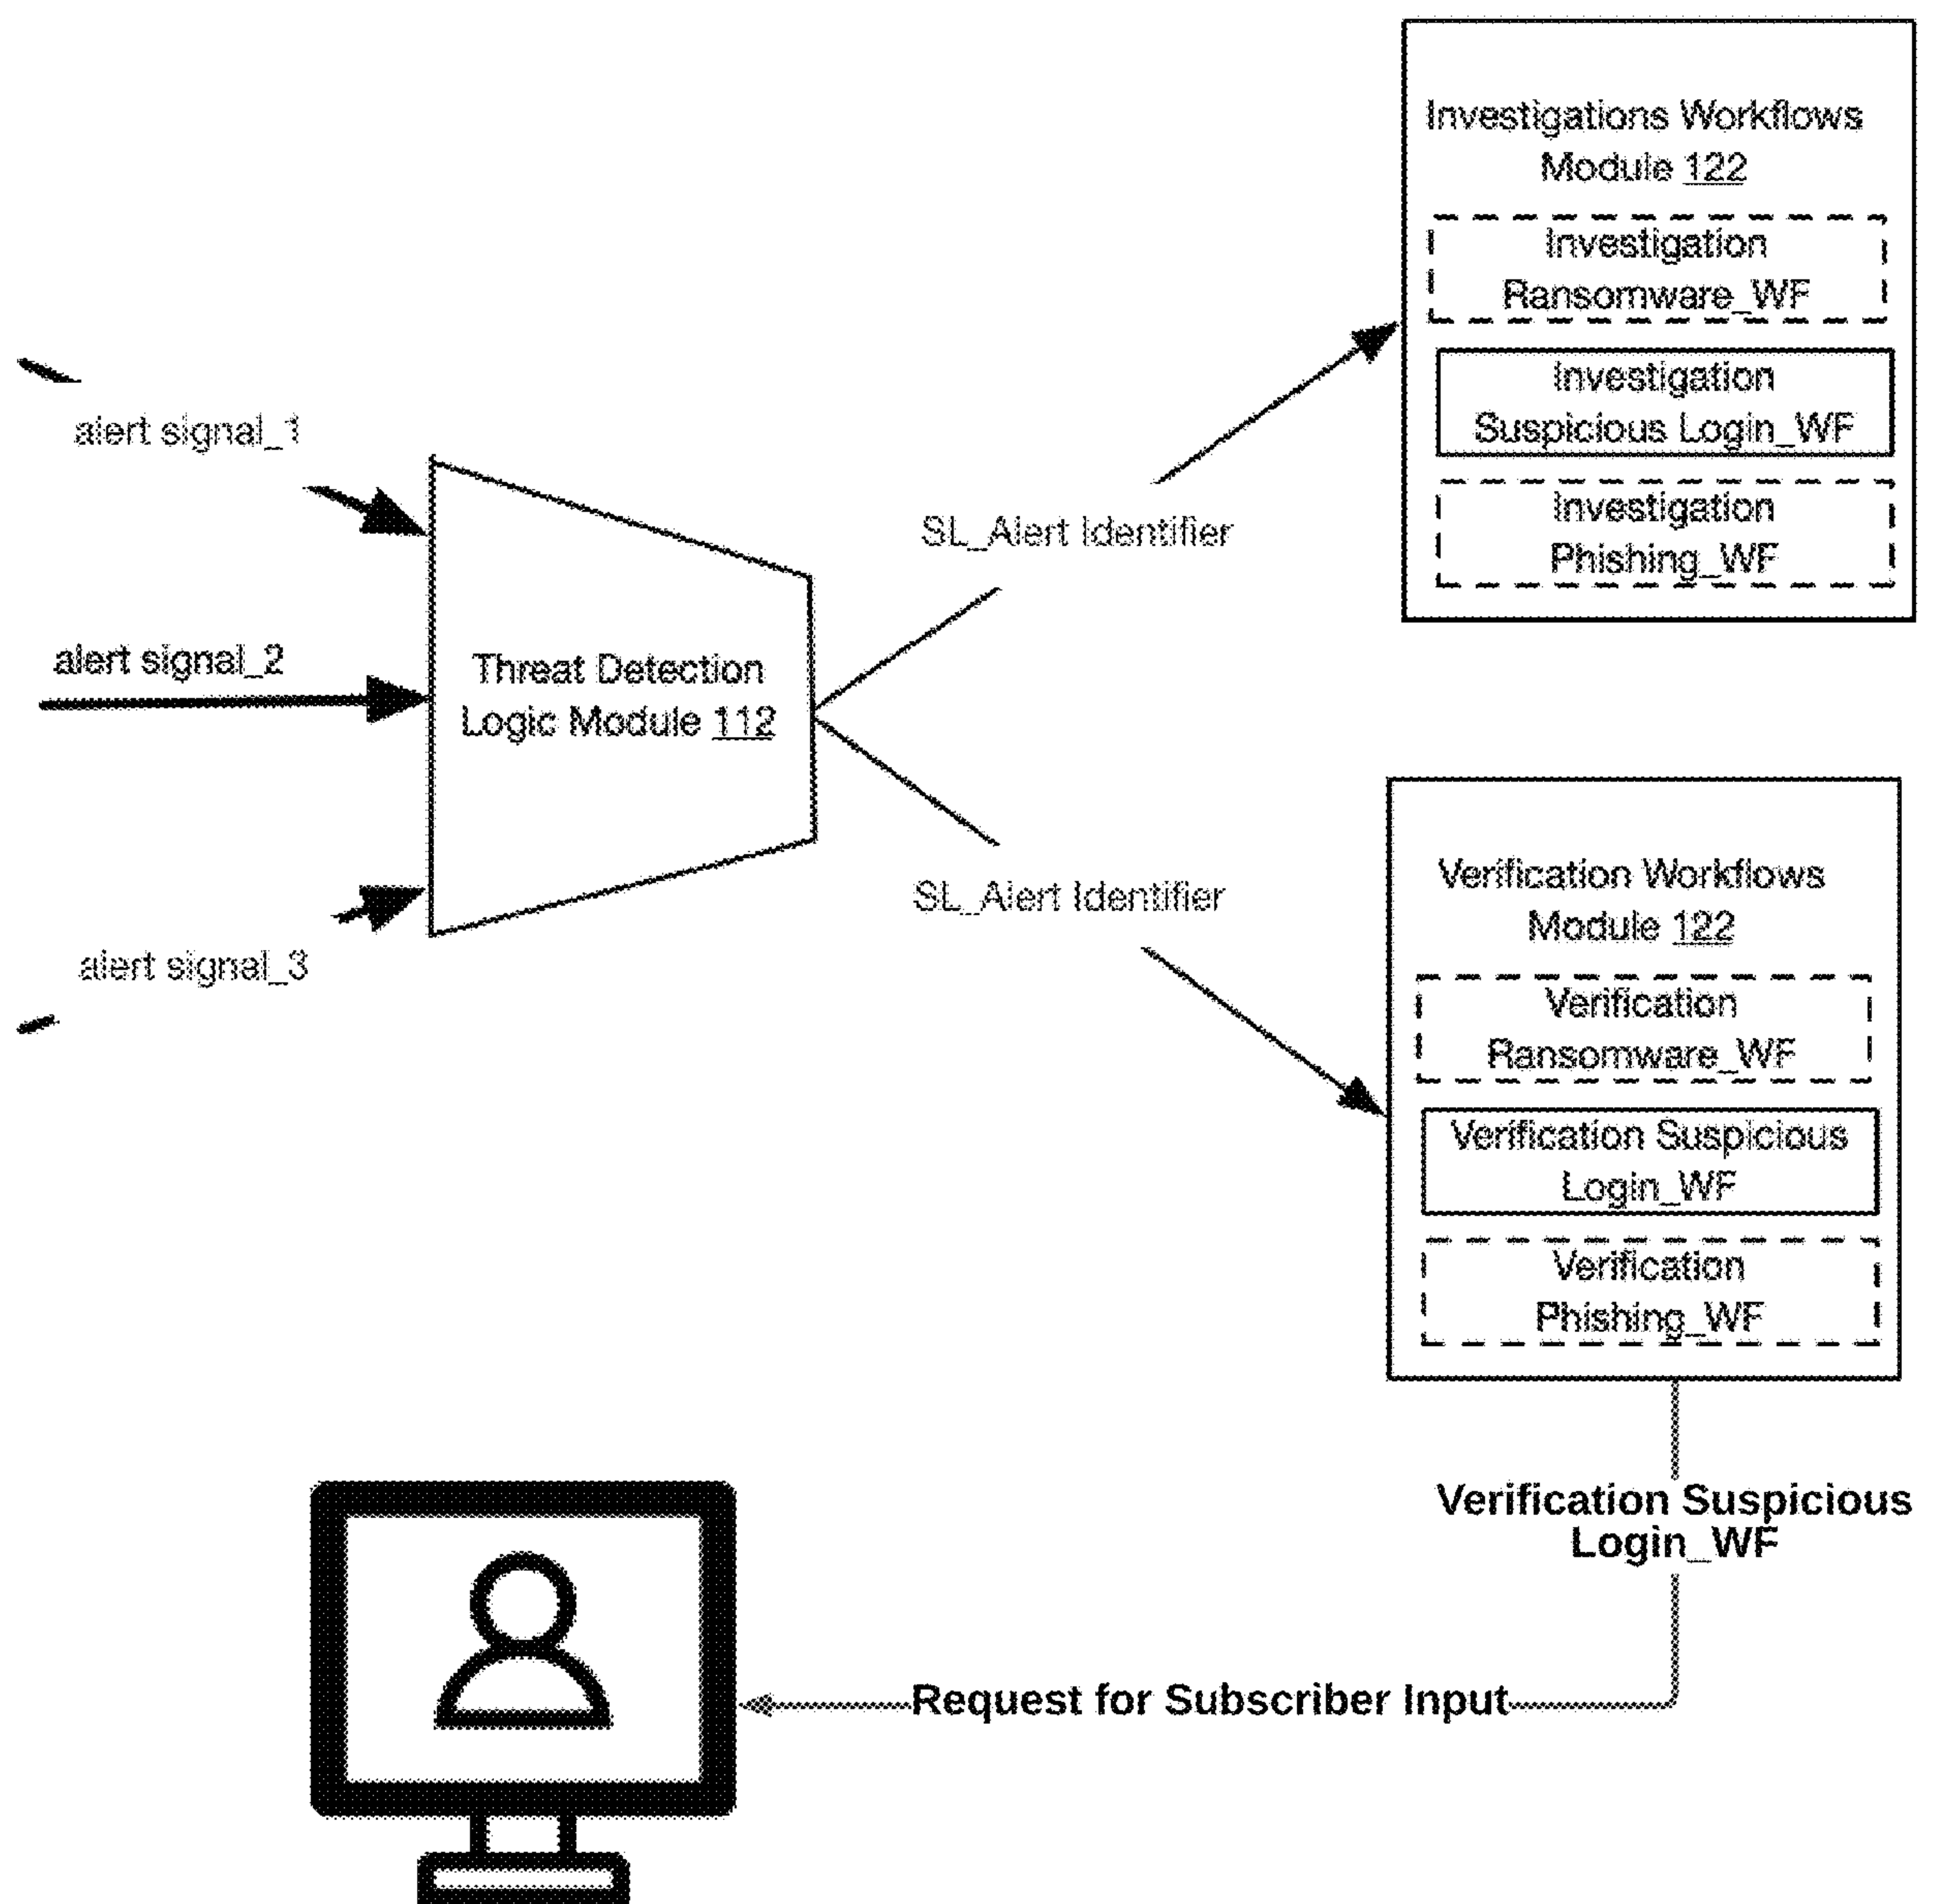 Investigations Workflows
Module 122
Investigation
Ransomware_WF
Investigation
Suspicious Login_WF
Investigation
Phishing_WF
alert signal_1
SL_Alert Identifier
alert signal_2
Threat Detection
Logic Module 112
SL_Alert Identifier
alert signal_3
Verification Workflows
Module 122
Verification
Ransomware_WF
Verification Suspicious
Login_WF
Verification
Phishing_WF
Verification Suspicious
Login_WF
Request for Subscriber Input